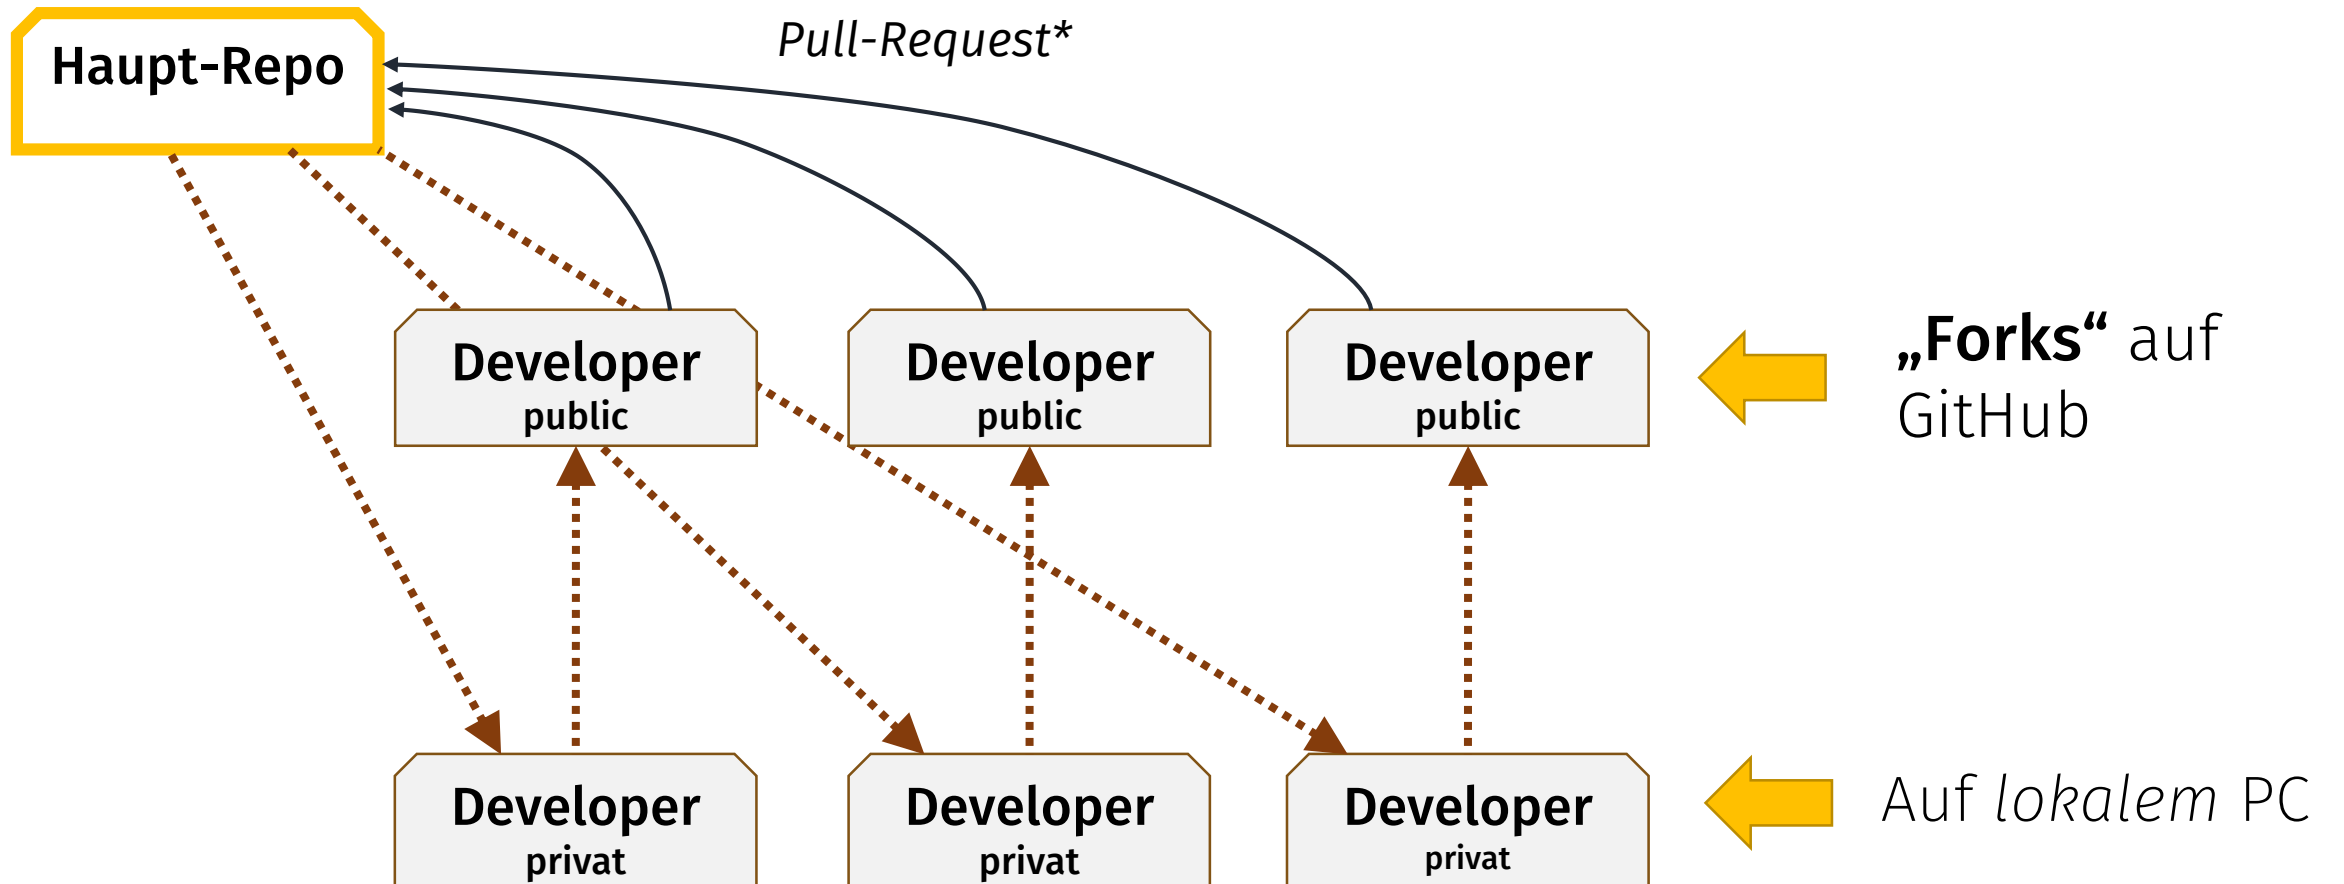 Haupt-Repo
Pull-Request*
Developer
public
Developer
public
Developer
public
„Forks“ auf
GitHub
Developer
privat
Developer
privat
Developer
privat
Auf lokalem PC